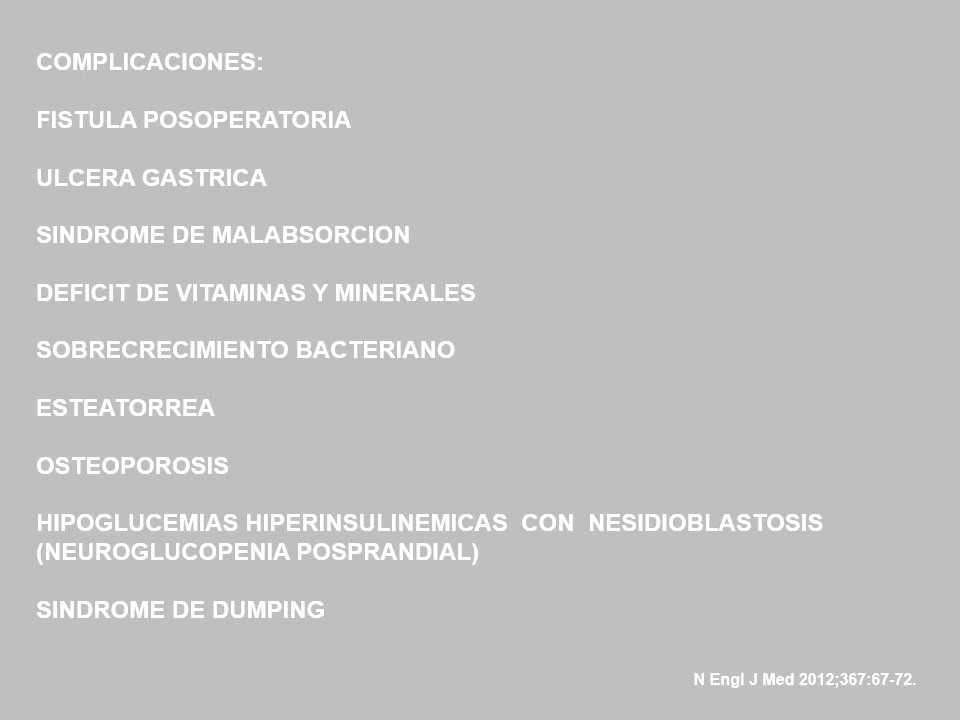 COMPLICACIONES:
FISTULA POSOPERATORIA
ULCERA GASTRICA
SINDROME DE MALABSORCION
DEFICIT DE VITAMINAS Y MINERALES
SOBRECRECIMIENTO BACTERIANO
ESTEATORREA
OSTEOPOROSIS
HIPOGLUCEMIAS HIPERINSULINEMICAS CON NESIDIOBLASTOSIS
(NEUROGLUCOPENIA POSPRANDIAL)
SINDROME DE DUMPING
N Engl J Med 2012;367:67-72.